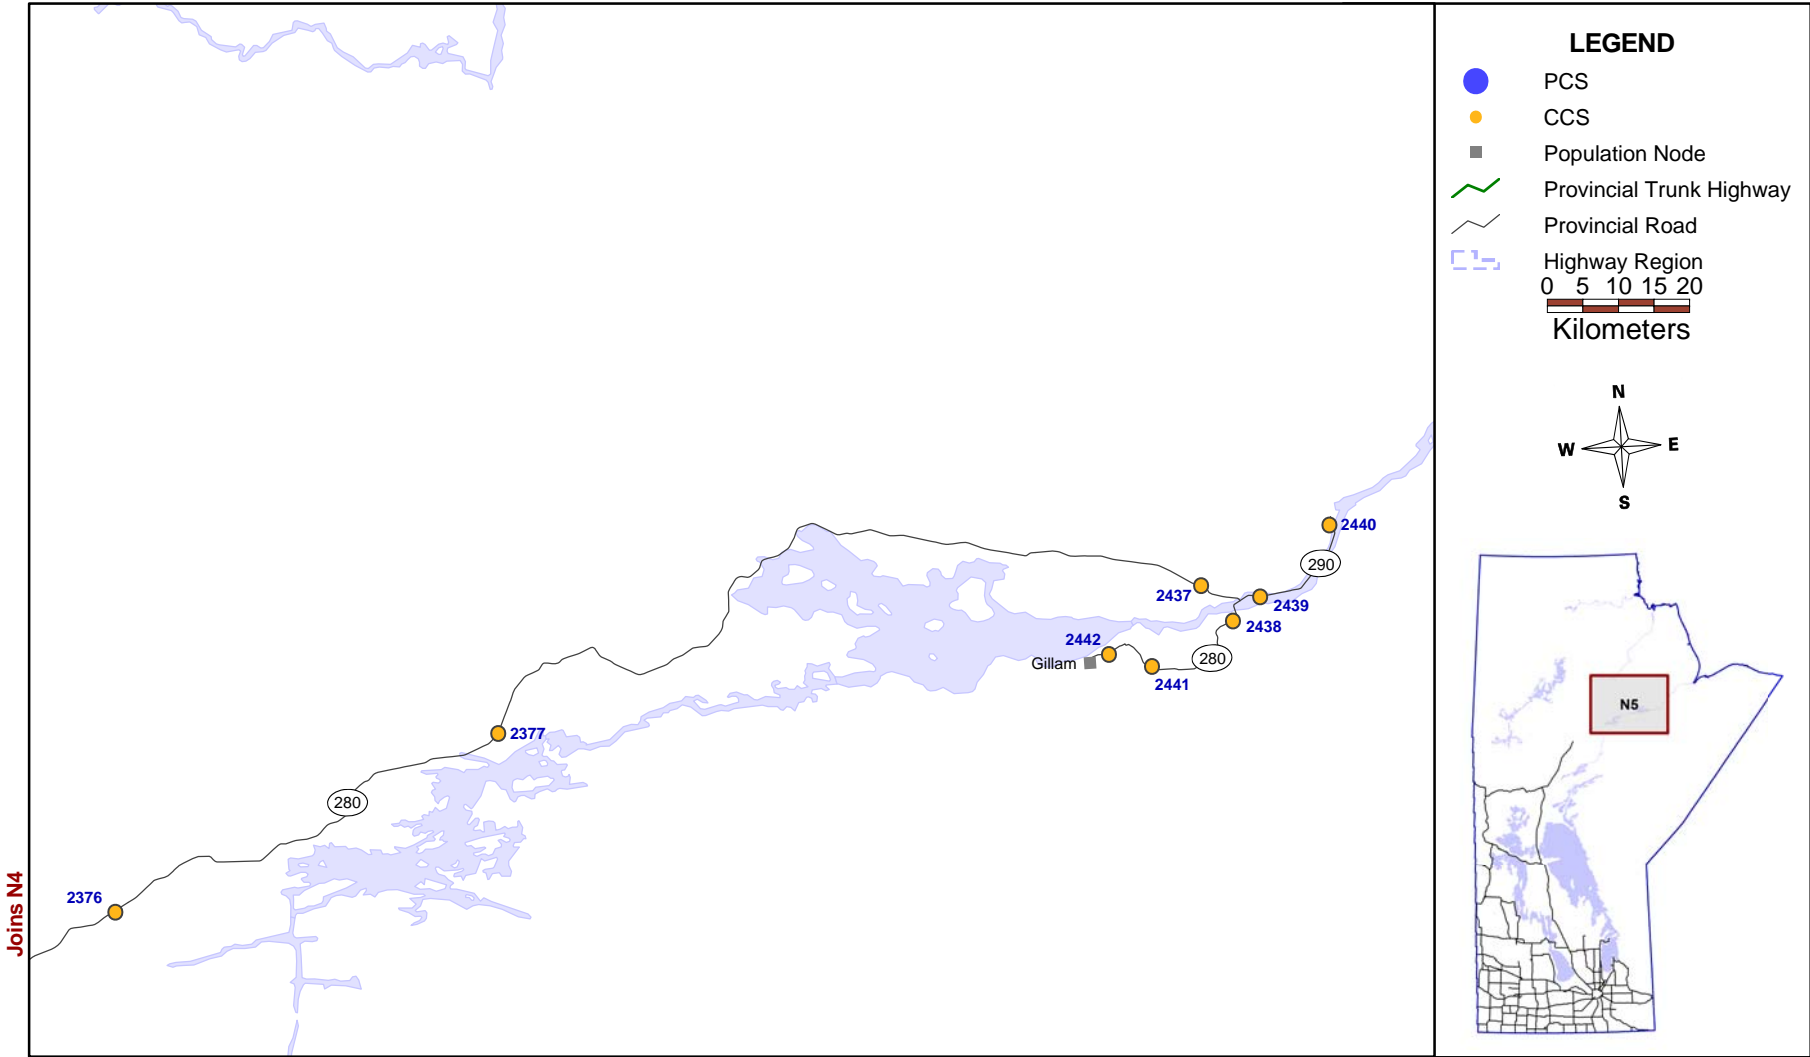 LEGEND
PCS
CCS
Population Node
Provincial Trunk Highway
Provincial Road
Highway Region
0 5 10 15 20
Kilometers
N
W E
S
2440
290
2437
2439
2438
2442
280
Gillam
2441
N5
2377
280
2376
Joins N4